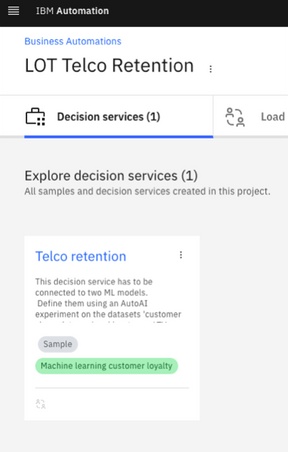 IBM Automation
Business Automations
LOT Telco Retention
Decision services (1)
Load
Explore decision services (1)
All samples and decision services created in this project.
Telco retention
This decision service has to be
connected to two ML models.
Define them using an AutoAI
experiment on the datasets 'customer
Sample
Machine learning customer loyalty